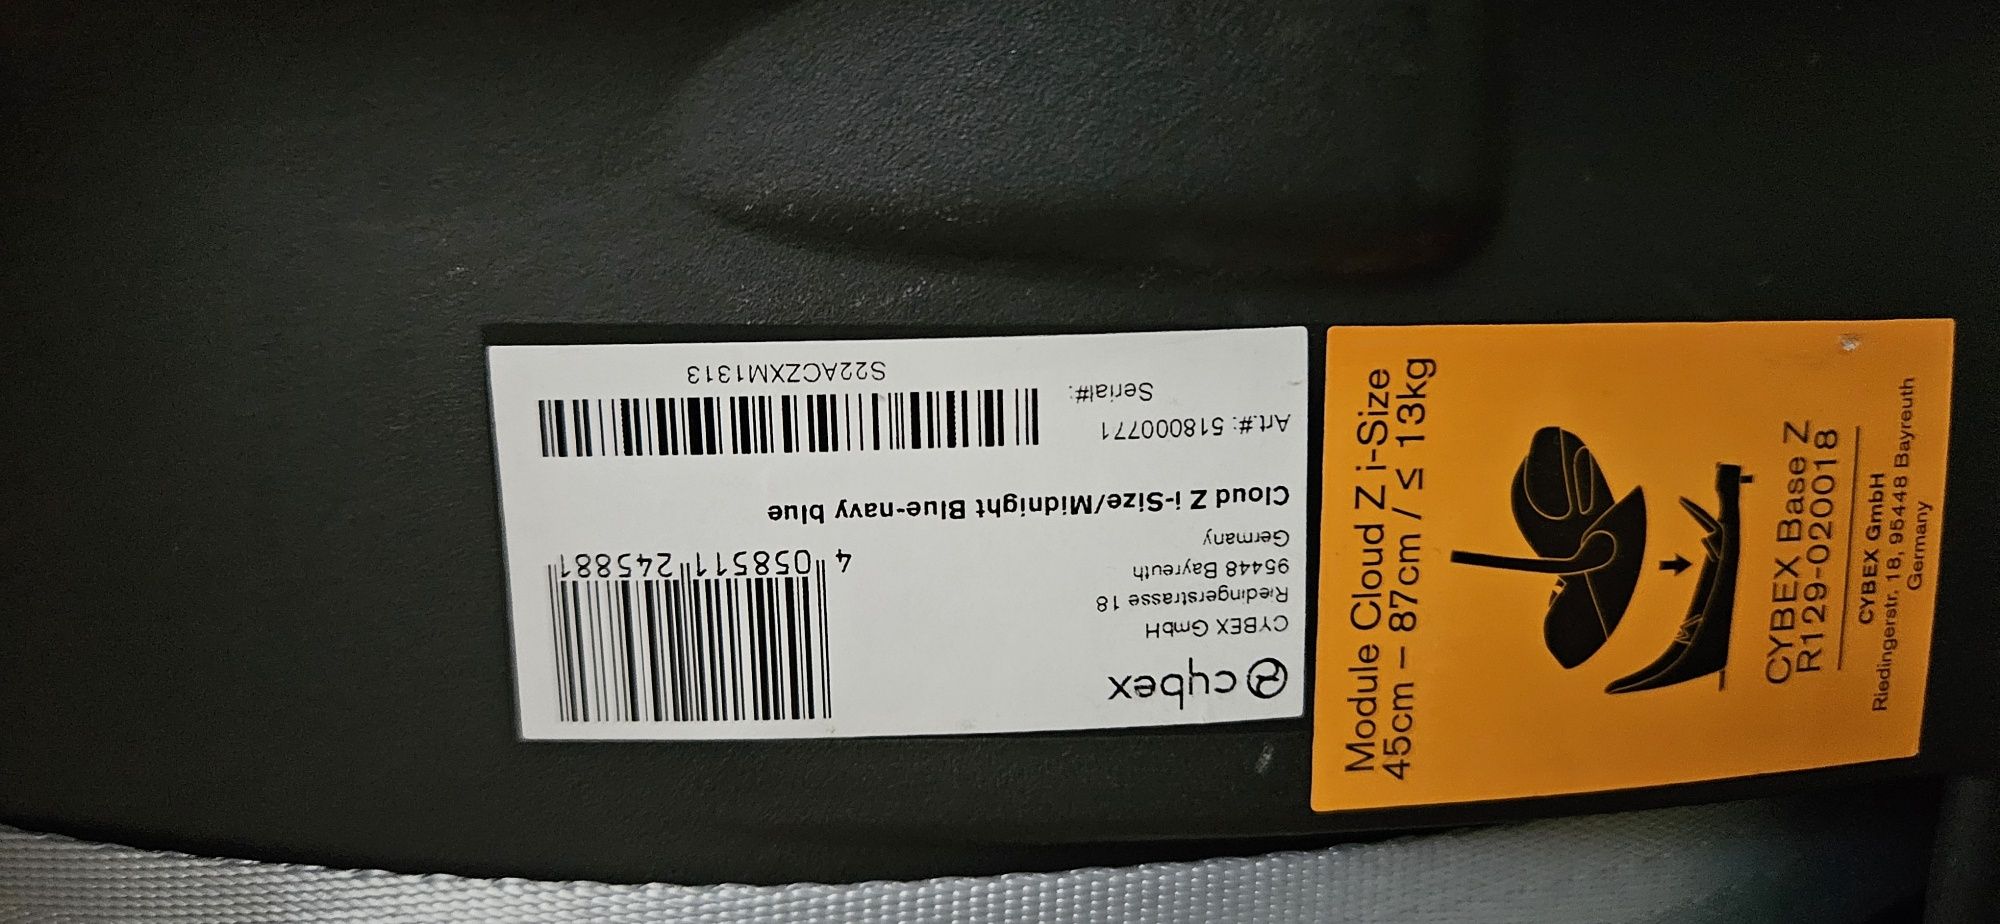 cybex
CYBEX GmbH
Riedingerstrasse 18
95448 Bayreuth
Germany
4 058511 245881
Cloud Z i-Size/Midnight Blue-navy blue
Art.#: 51800771
Serial#:
S22ACZXM1313
Module Cloud Z i-Size
45cm – 87cm / ≤ 13kg
CYBEX Base Z
R129-020018
CYBEX GmbH
Riedingerstr. 18, 95448 Bayreuth
Germany